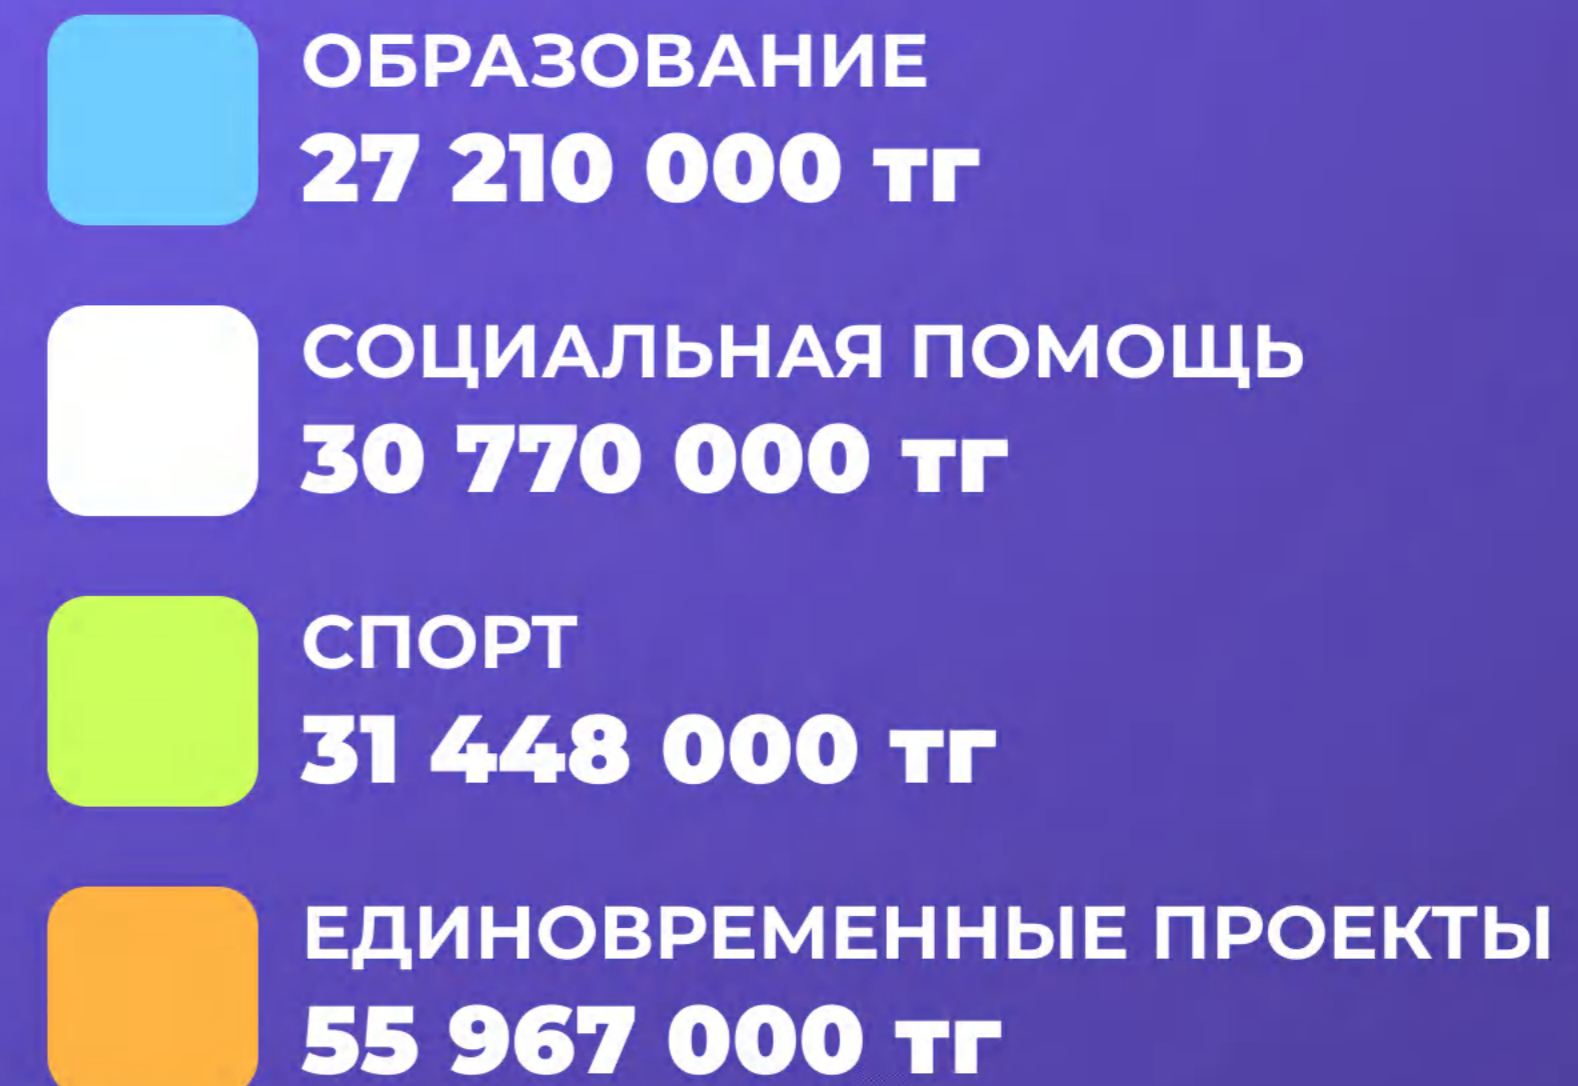 ОБРАЗОВАНИЕ
27 210 000 тг
СОЦИАЛЬНАЯ ПОМОЩЬ
30 770 000 тг
СПОРТ
31 448 000 тг
ЕДИНОВРЕМЕННЫЕ ПРОЕКТЫ
55 967 000 тг